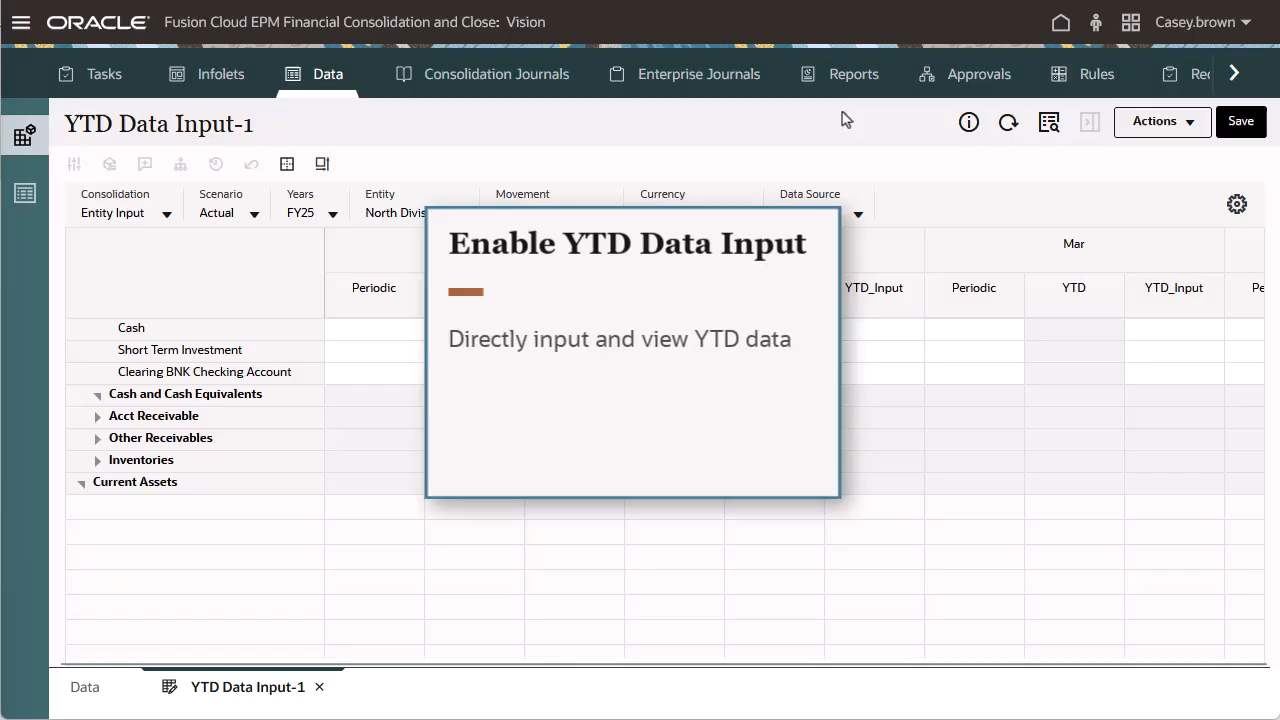 ORACLE Fusion Cloud EPM Financial Consolidation and Close: Vision Casey.brown
Tasks Infolets Data Consolidation Journals Enterprise Journals Reports Approvals Rules Rec
YTD Data Input-1 Actions Save
Consolidation Scenario Years Entity Movement Currency Data Source
Entity Input Actual FY25 North Divis
Enable YTD Data Input
Directly input and view YTD data
Mar
Periodic YTD_Input Periodic YTD YTD_Input Pe
Cash
Short Term Investment
Clearing BNK Checking Account
Cash and Cash Equivalents
Acct Receivable
Other Receivables
Inventories
Current Assets
Data YTD Data Input-1